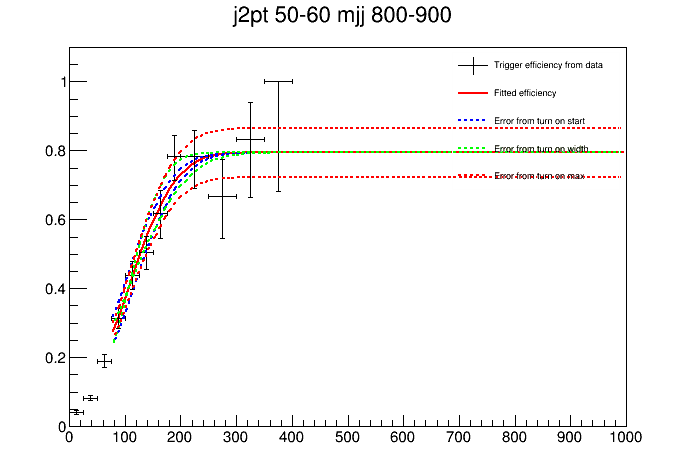 j2pt 50-60 mjj 800-900
Trigger efficiency from data
Fitted efficiency
Error from turn on start
Error from turn on width
Error from turn on max
1
0.8
0.6
0.4
0.2
0
0 100 200 300 400 500 600 700 800 900 1000